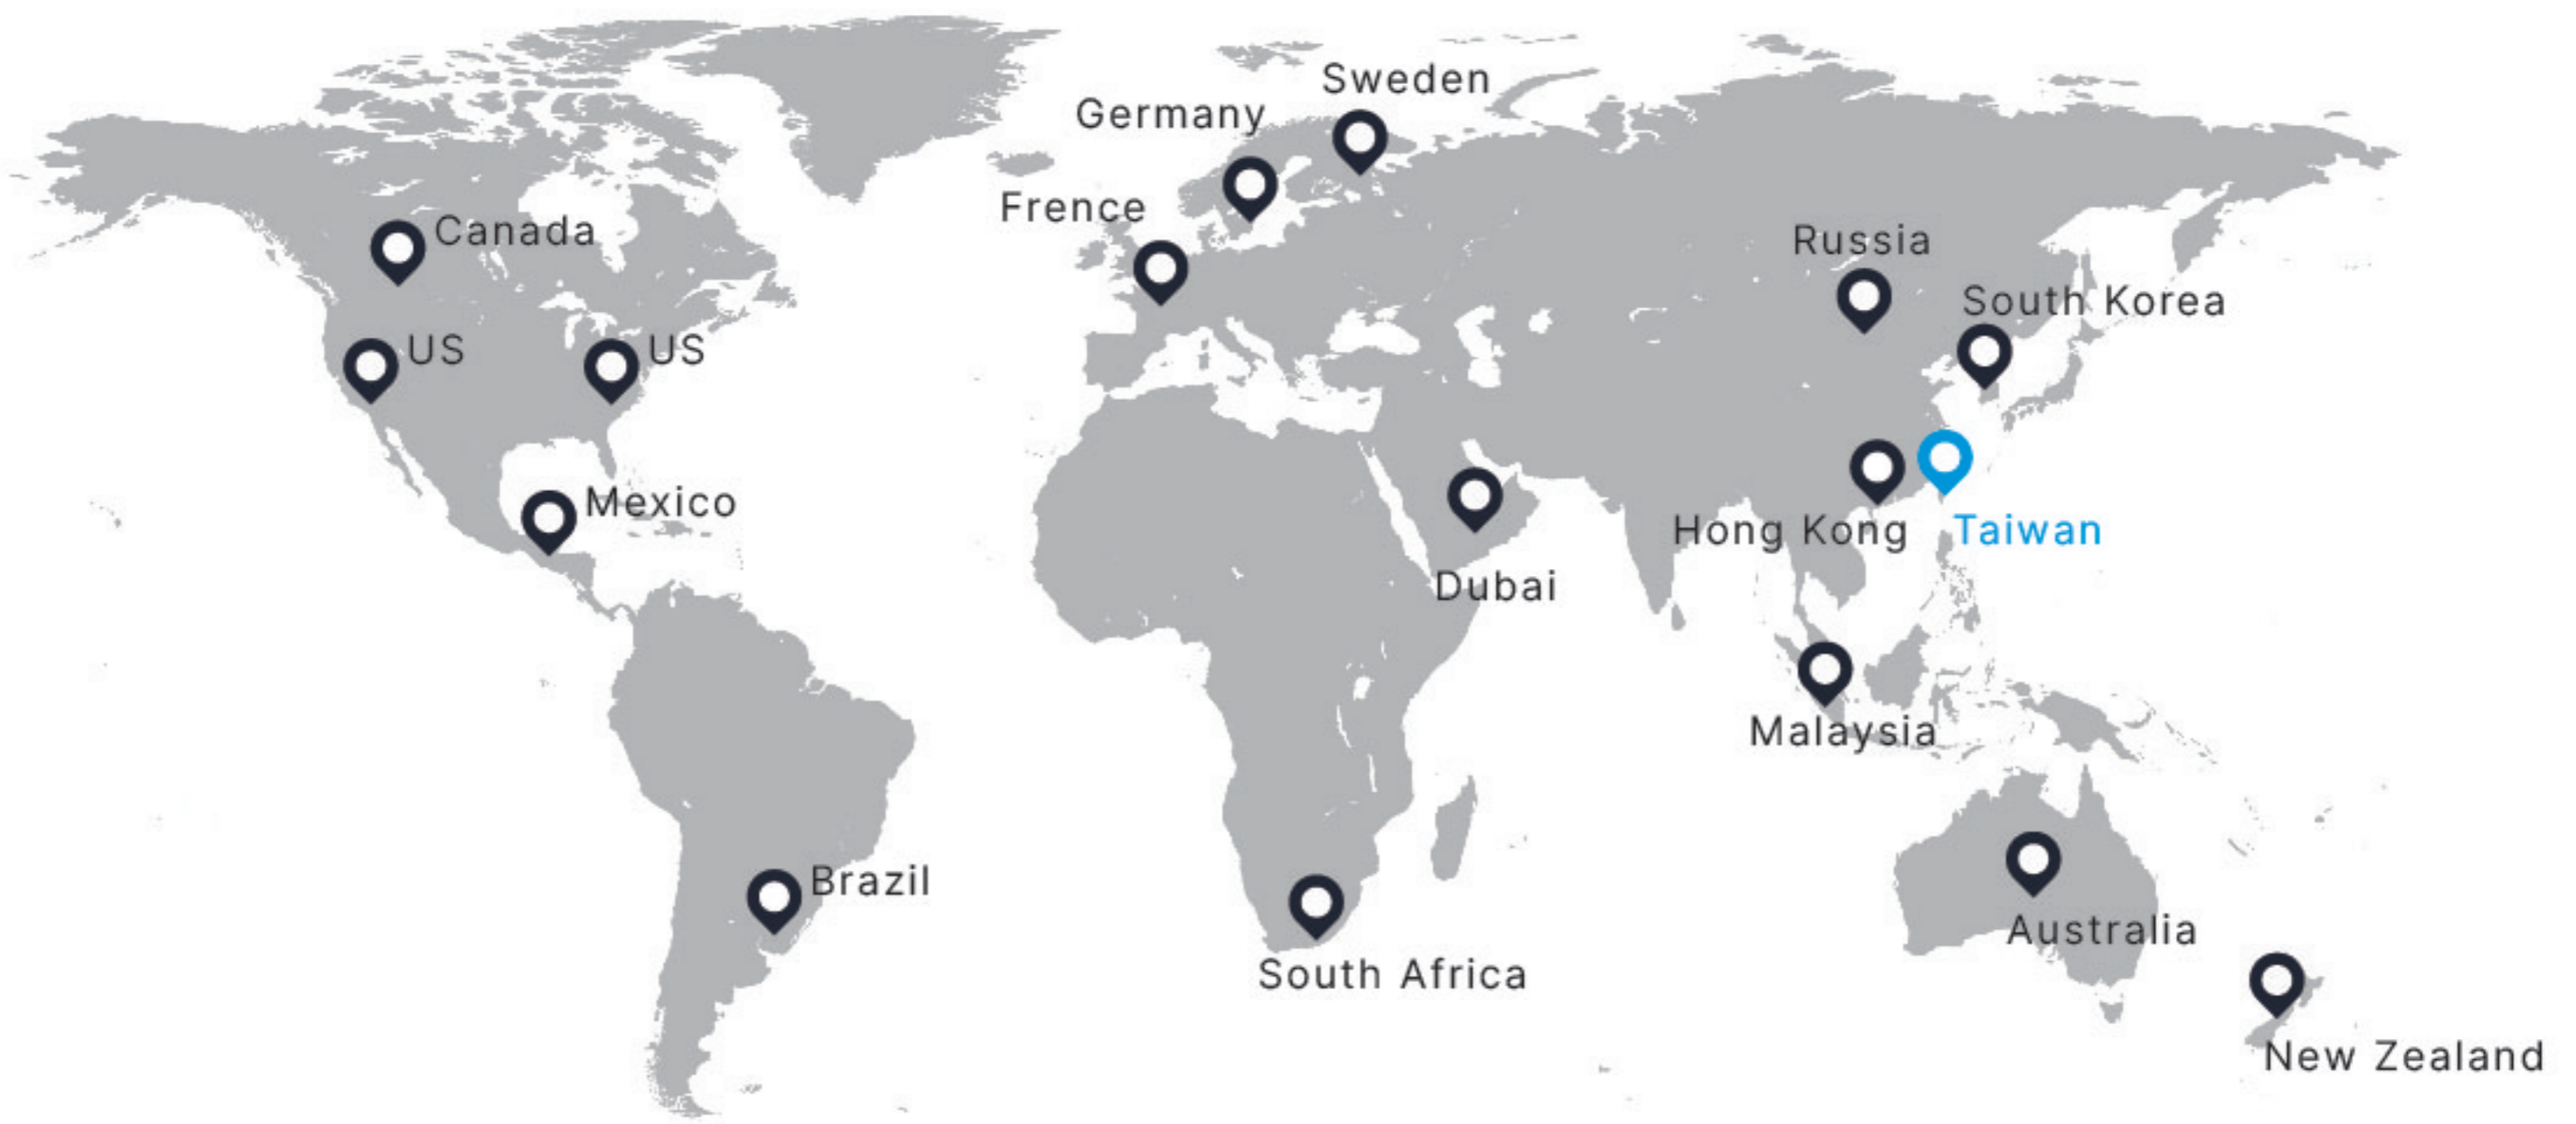 Sweden
Germany
Frence
Canada
Russia
South Korea
US
US
Mexico
Hong Kong
Taiwan
Dubai
Malaysia
Brazil
Australia
South Africa
New Zealand